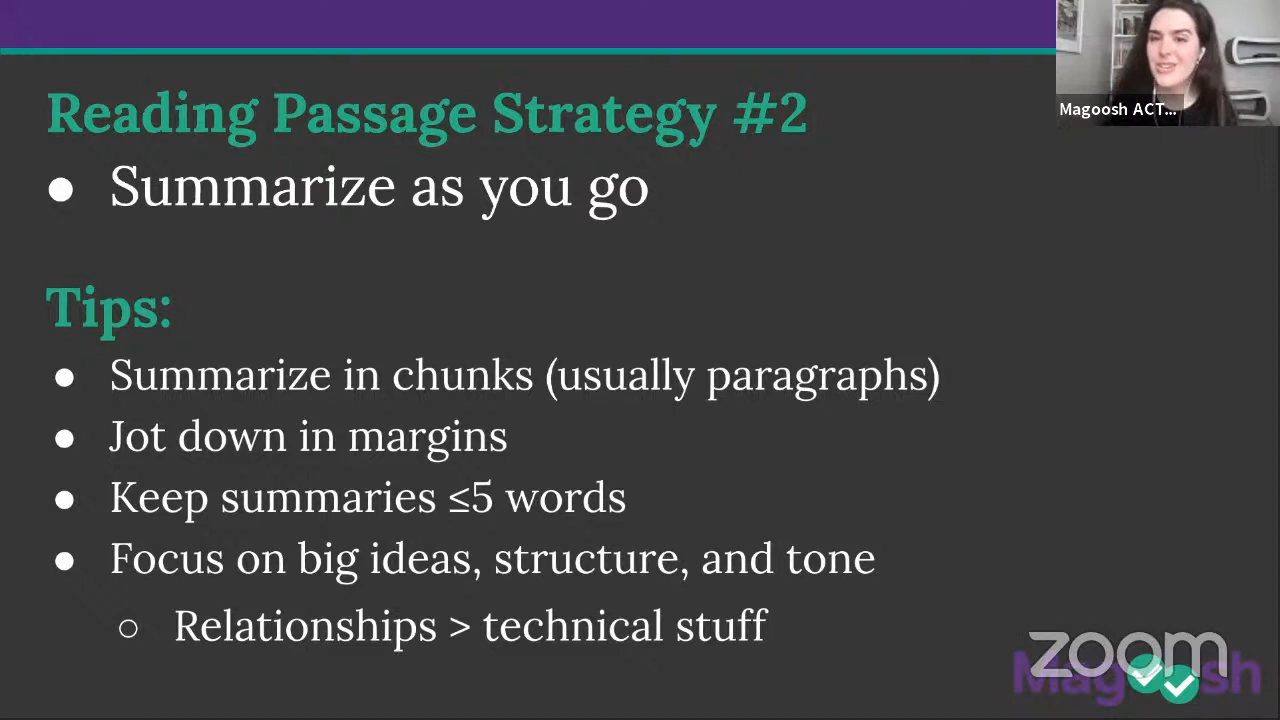 Reading Passage Strategy #2
● Summarize as you go
Tips:
● Summarize in chunks (usually paragraphs)
● Jot down in margins
● Keep summaries ≤5 words
● Focus on big ideas, structure, and tone
○ Relationships > technical stuff
Magoosh ACT...
zoom
Magoosh